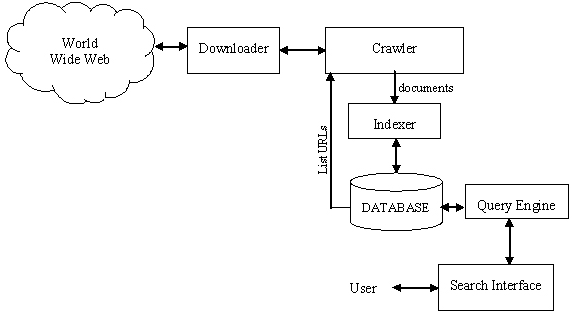 World
Wide Web
Downloader
Crawler
documents
Indexer
List URLs
DATABASE
Query Engine
User
Search Interface